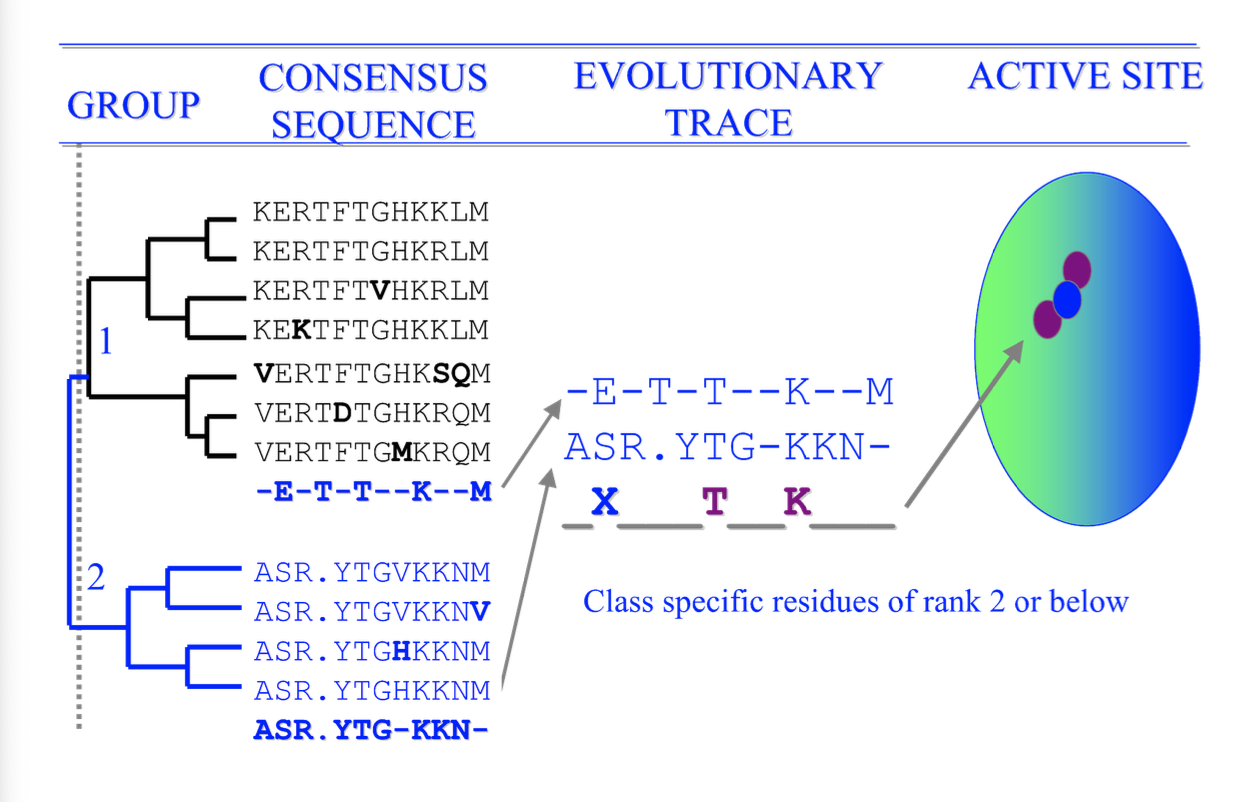 GROUP
CONSENSUS
SEQUENCE
EVOLUTIONARY
TRACE
ACTIVE SITE
KERTFTGHKKLM
KERTFTGHKRLM
KERTFTVHKRLM
KEKTFTGHKKLM
1
VERTFTGHKSQM
VERTDTGHKRQM
VERTFTGMKRQM
-E-T-T--K--M
2
ASR.YTGVKKNM
ASR.YTGVKKNV
ASR.YTGHKKNM
ASR.YTGHKKNM
ASR.YTG-KKN-
-E-T-T--K--M
ASR.YTG-KKN-
X T K
Class specific residues of rank 2 or below